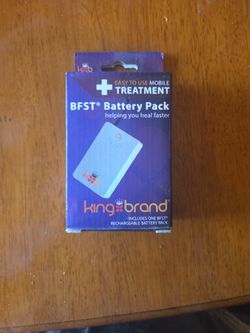 EASY TO USE MOBILE
TREATMENT
BFST® Battery Pack
helping you heal faster
king brand
INCLUDES ONE BFST®
RECHARGEABLE BATTERY PACK